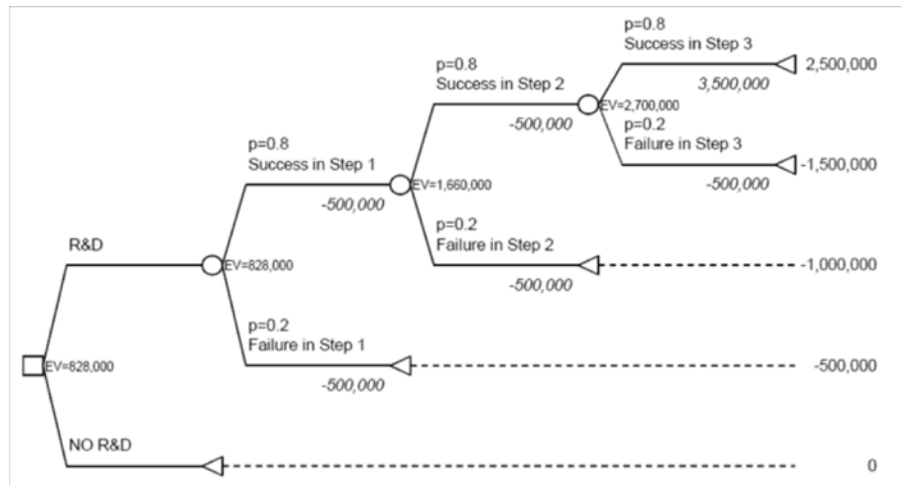 p=0.8
Success in Step 3
3,500,000
2,500,000
p=0.8
Success in Step 2
-500,000
EV=2,700,000
p=0.2
Failure in Step 3
-500,000
-1,500,000
p=0.8
Success in Step 1
-500,000
EV=1,660,000
p=0.2
Failure in Step 2
-500,000
-1,000,000
R&D
EV=828,000
p=0.2
Failure in Step 1
-500,000
-500,000
EV=828,000
NO R&D
0